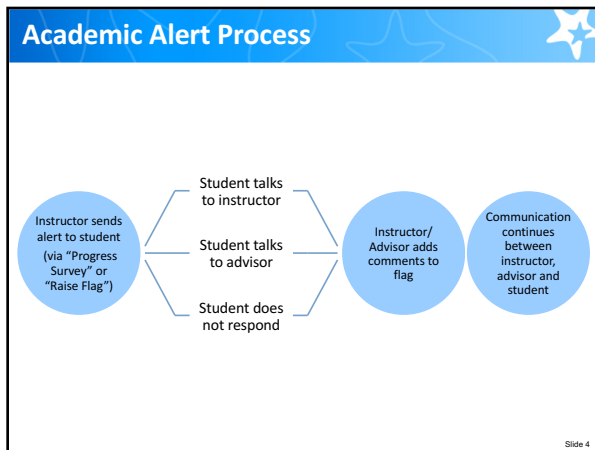 Academic Alert Process
Instructor sends
alert to student
(via “Progress
Survey” or
“Raise Flag”)
Student talks
to instructor
Student talks
to advisor
Student does
not respond
Instructor/
Advisor adds
comments to
flag
Communication
continues
between
instructor,
advisor and
student
Slide 4